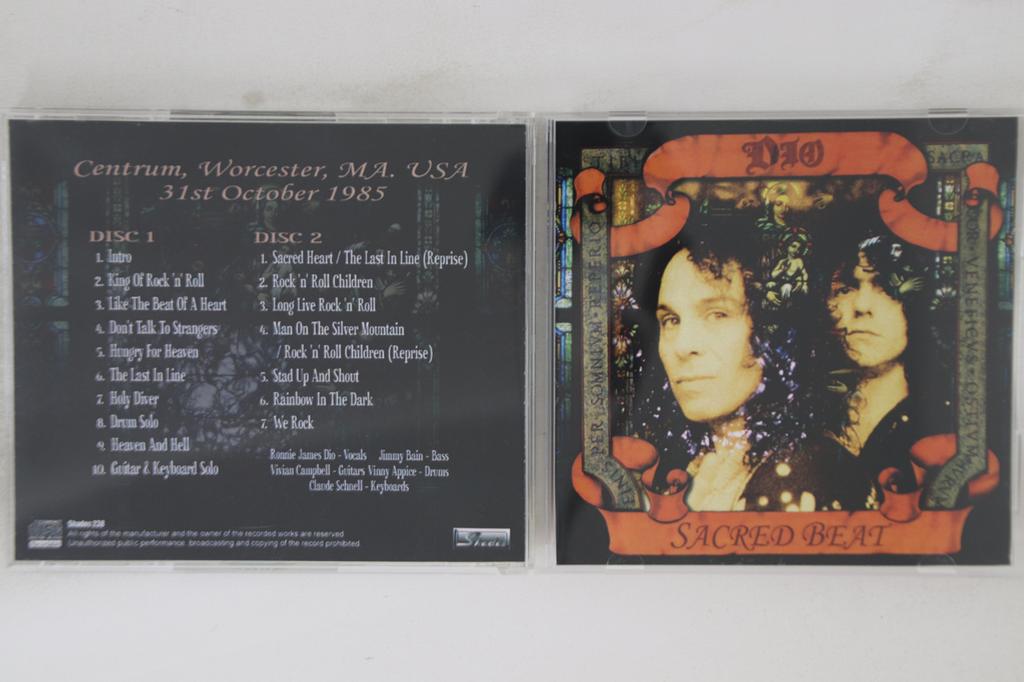 Centrum, Worcester, MA. USA
31st October 1985
DISC 1
1. Intro
2. King Of Rock 'n' Roll
3. Like The Beat Of A Heart
4. Don't Talk To Strangers
5. Hungry For Heaven
6. The Last In Line
7. Holy Diver
8. Drum Solo
9. Heaven And Hell
10. Guitar & Keyboard Solo
DISC 2
1. Sacred Heart / The Last In Line (Reprise)
2. Rock 'n' Roll Children
3. Long Live Rock 'n' Roll
4. Man On The Silver Mountain
/ Rock 'n' Roll Children (Reprise)
5. Stad Up And Shout
6. Rainbow In The Dark
7. We Rock
Ronnie James Dio - Vocals Jimmy Bain - Bass
Vivian Campbell - Guitars Vinny Appice - Drums
Claude Schnell - Keyboards
Shades 238
All rights of the manufacturer and the owner of the recorded works are reserved
Unauthorized public performance, broadcasting and copying of the record prohibited.
DIO
SACRA
PER·SOMNIVM
VENEFICVS
SACRED BEAT